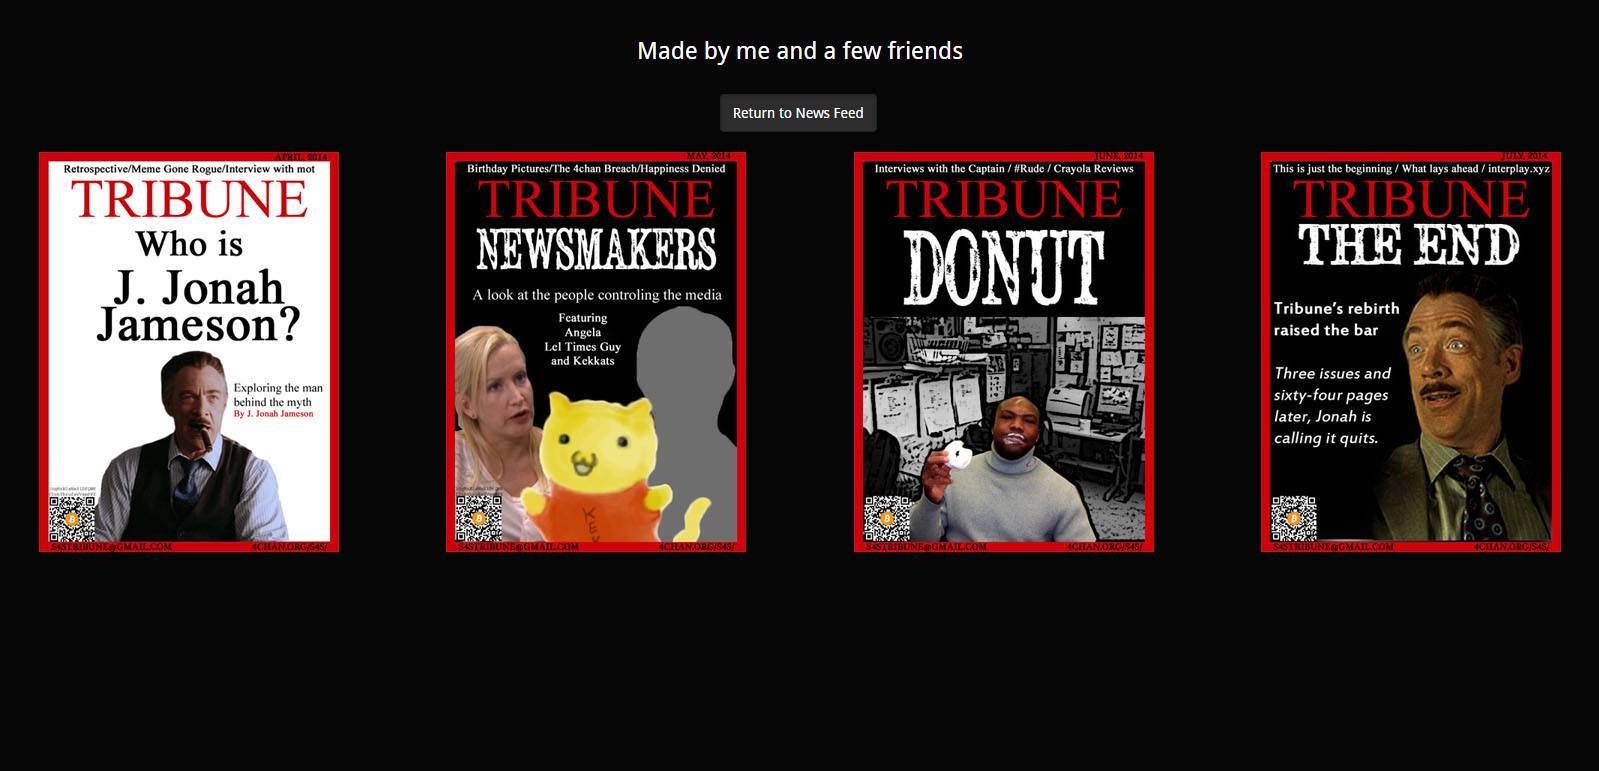 Made by me and a few friends
Return to News Feed
APRIL, 2014
Retrospective/Meme Gone Rogue/Interview with mot
TRIBUNE
Who is
J. Jonah
Jameson?
Exploring the man
behind the myth
By J. Jonah Jameson
S4STRIBUNE@GMAIL.COM
4CHAN.ORG/S4S/
MAY, 2014
Birthday Pictures/The 4chan Breach/Happiness Denied
TRIBUNE
NEWSMAKERS
A look at the people controling the media
Featuring
Angela
Lel Times Guy
and Kekkats
S4STRIBUNE@GMAIL.COM
4CHAN.ORG/S4S/
JUNE, 2014
Interviews with the Captain / #Rude / Crayola Reviews
TRIBUNE
DONUT
S4STRIBUNE@GMAIL.COM
4CHAN.ORG/S4S/
JULY, 2014
This is just the beginning / What lays ahead / interplay.xyz
TRIBUNE
THE END
Tribune's rebirth
raised the bar
Three issues and
sixty-four pages
later, Jonah is
calling it quits.
S4STRIBUNE@GMAIL.COM
4CHAN.ORG/S4S/